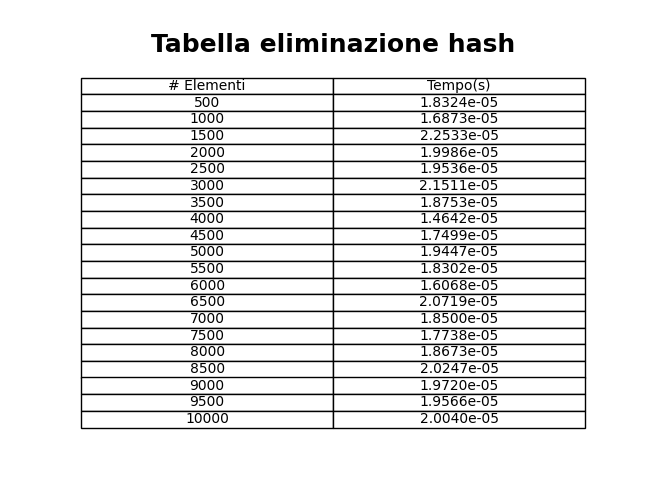 Tabella eliminazione hash
# Elementi Tempo(s)
500 1.8324e-05
1000 1.6873e-05
1500 2.2533e-05
2000 1.9986e-05
2500 1.9536e-05
3000 2.1511e-05
3500 1.8753e-05
4000 1.4642e-05
4500 1.7499e-05
5000 1.9447e-05
5500 1.8302e-05
6000 1.6068e-05
6500 2.0719e-05
7000 1.8500e-05
7500 1.7738e-05
8000 1.8673e-05
8500 2.0247e-05
9000 1.9720e-05
9500 1.9566e-05
10000 2.0040e-05